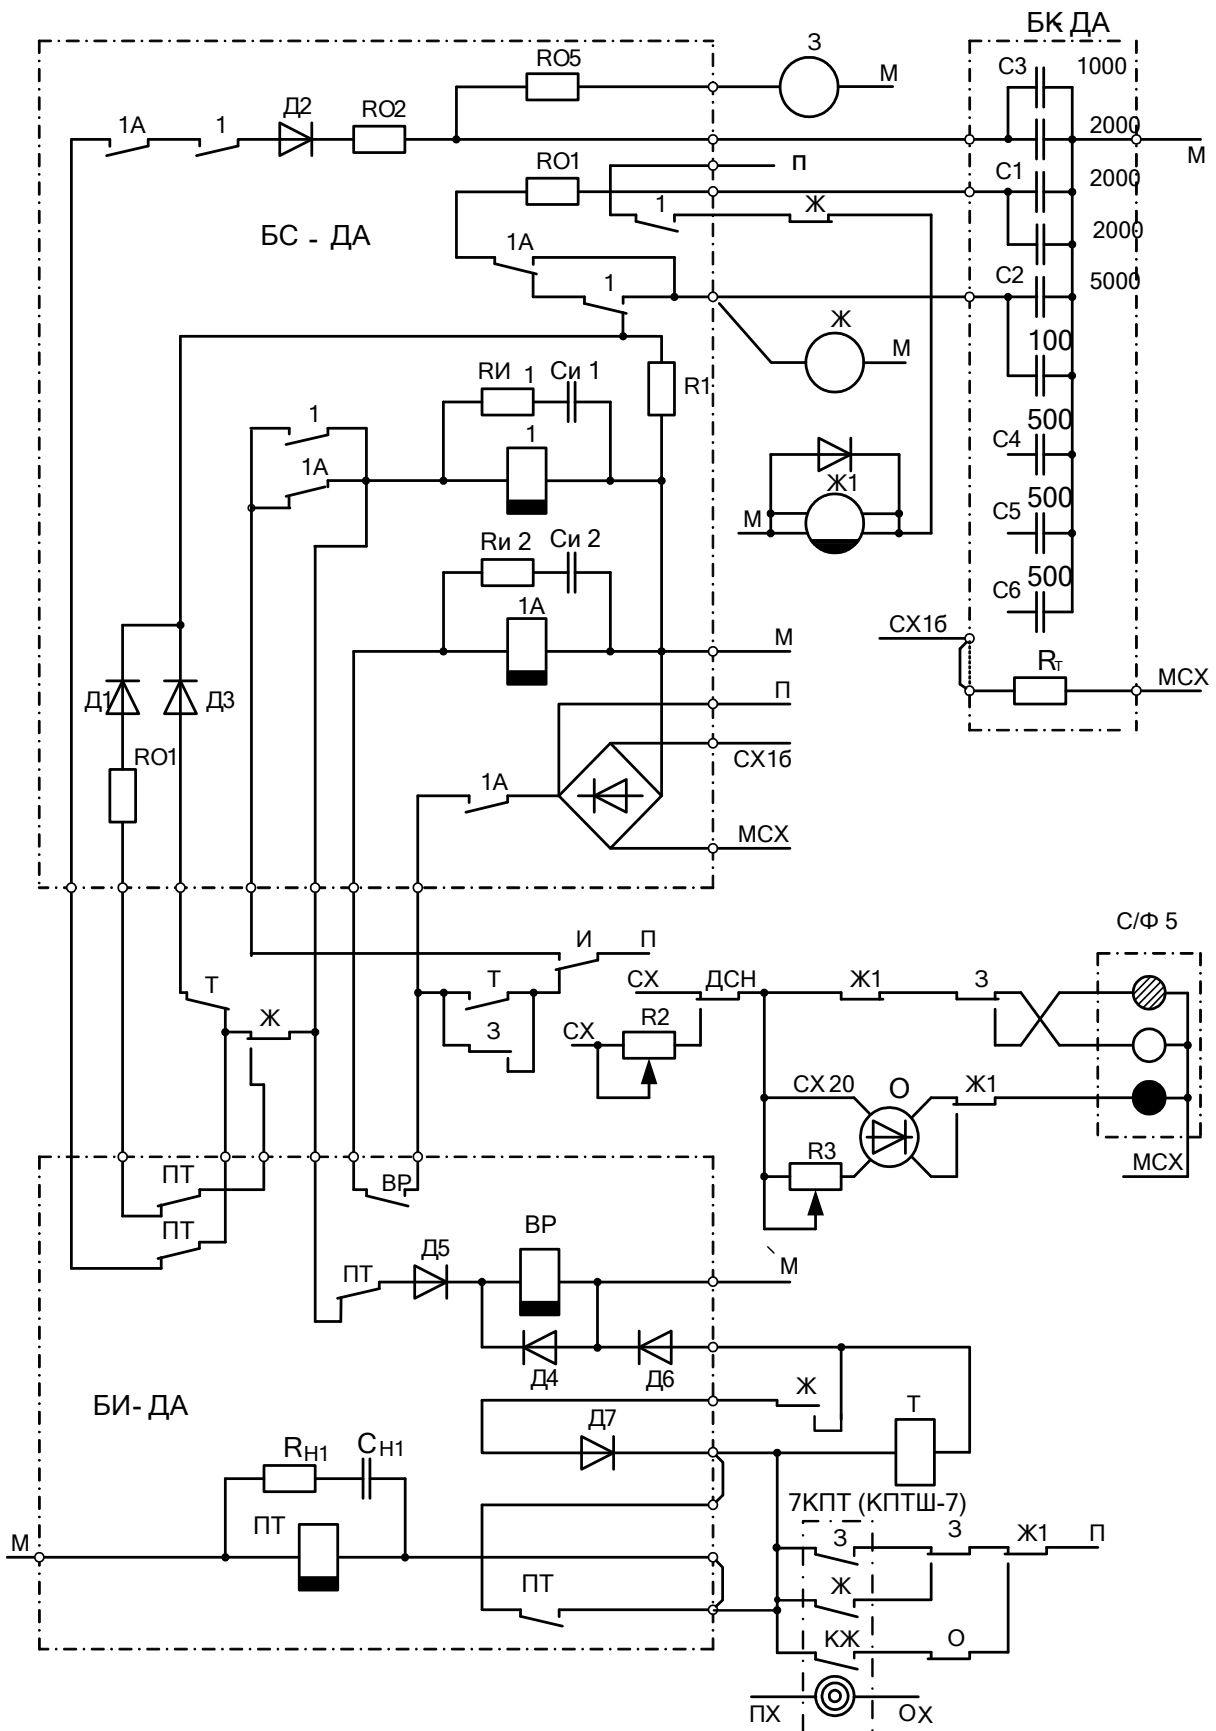 БК-ДА
З
RO5
М
С3
1000
Д2
RO2
1А
1
2000
М
RO1
П
С1
2000
1
Ж
БС - ДА
2000
1А
1
С2
5000
Ж
М
100
RИ 1
Си 1
R1
1
1
500
С4
1А
Ж1
500
М
С5
Rи 2
Си 2
500
С6
1А
СХ1б
М
Rт
МСХ
П
Д1
Д3
СХ1б
RO1
1А
МСХ
С/Ф 5
И
П
Т
Т
СХ
ДСН
Ж1
З
Ж
З
СХ
R2
СХ 20
О
Ж1
ПТ
ВР
R3
МСХ
ПТ
ВР
Д5
ПТ
М
Д4
Д6
БИ-ДА
Ж
Т
Д7
RН1
СН1
7КПТ (КПТШ-7)
ПТ
М
З
З
Ж1
П
ПТ
Ж
КЖ
О
ПХ
ОХ